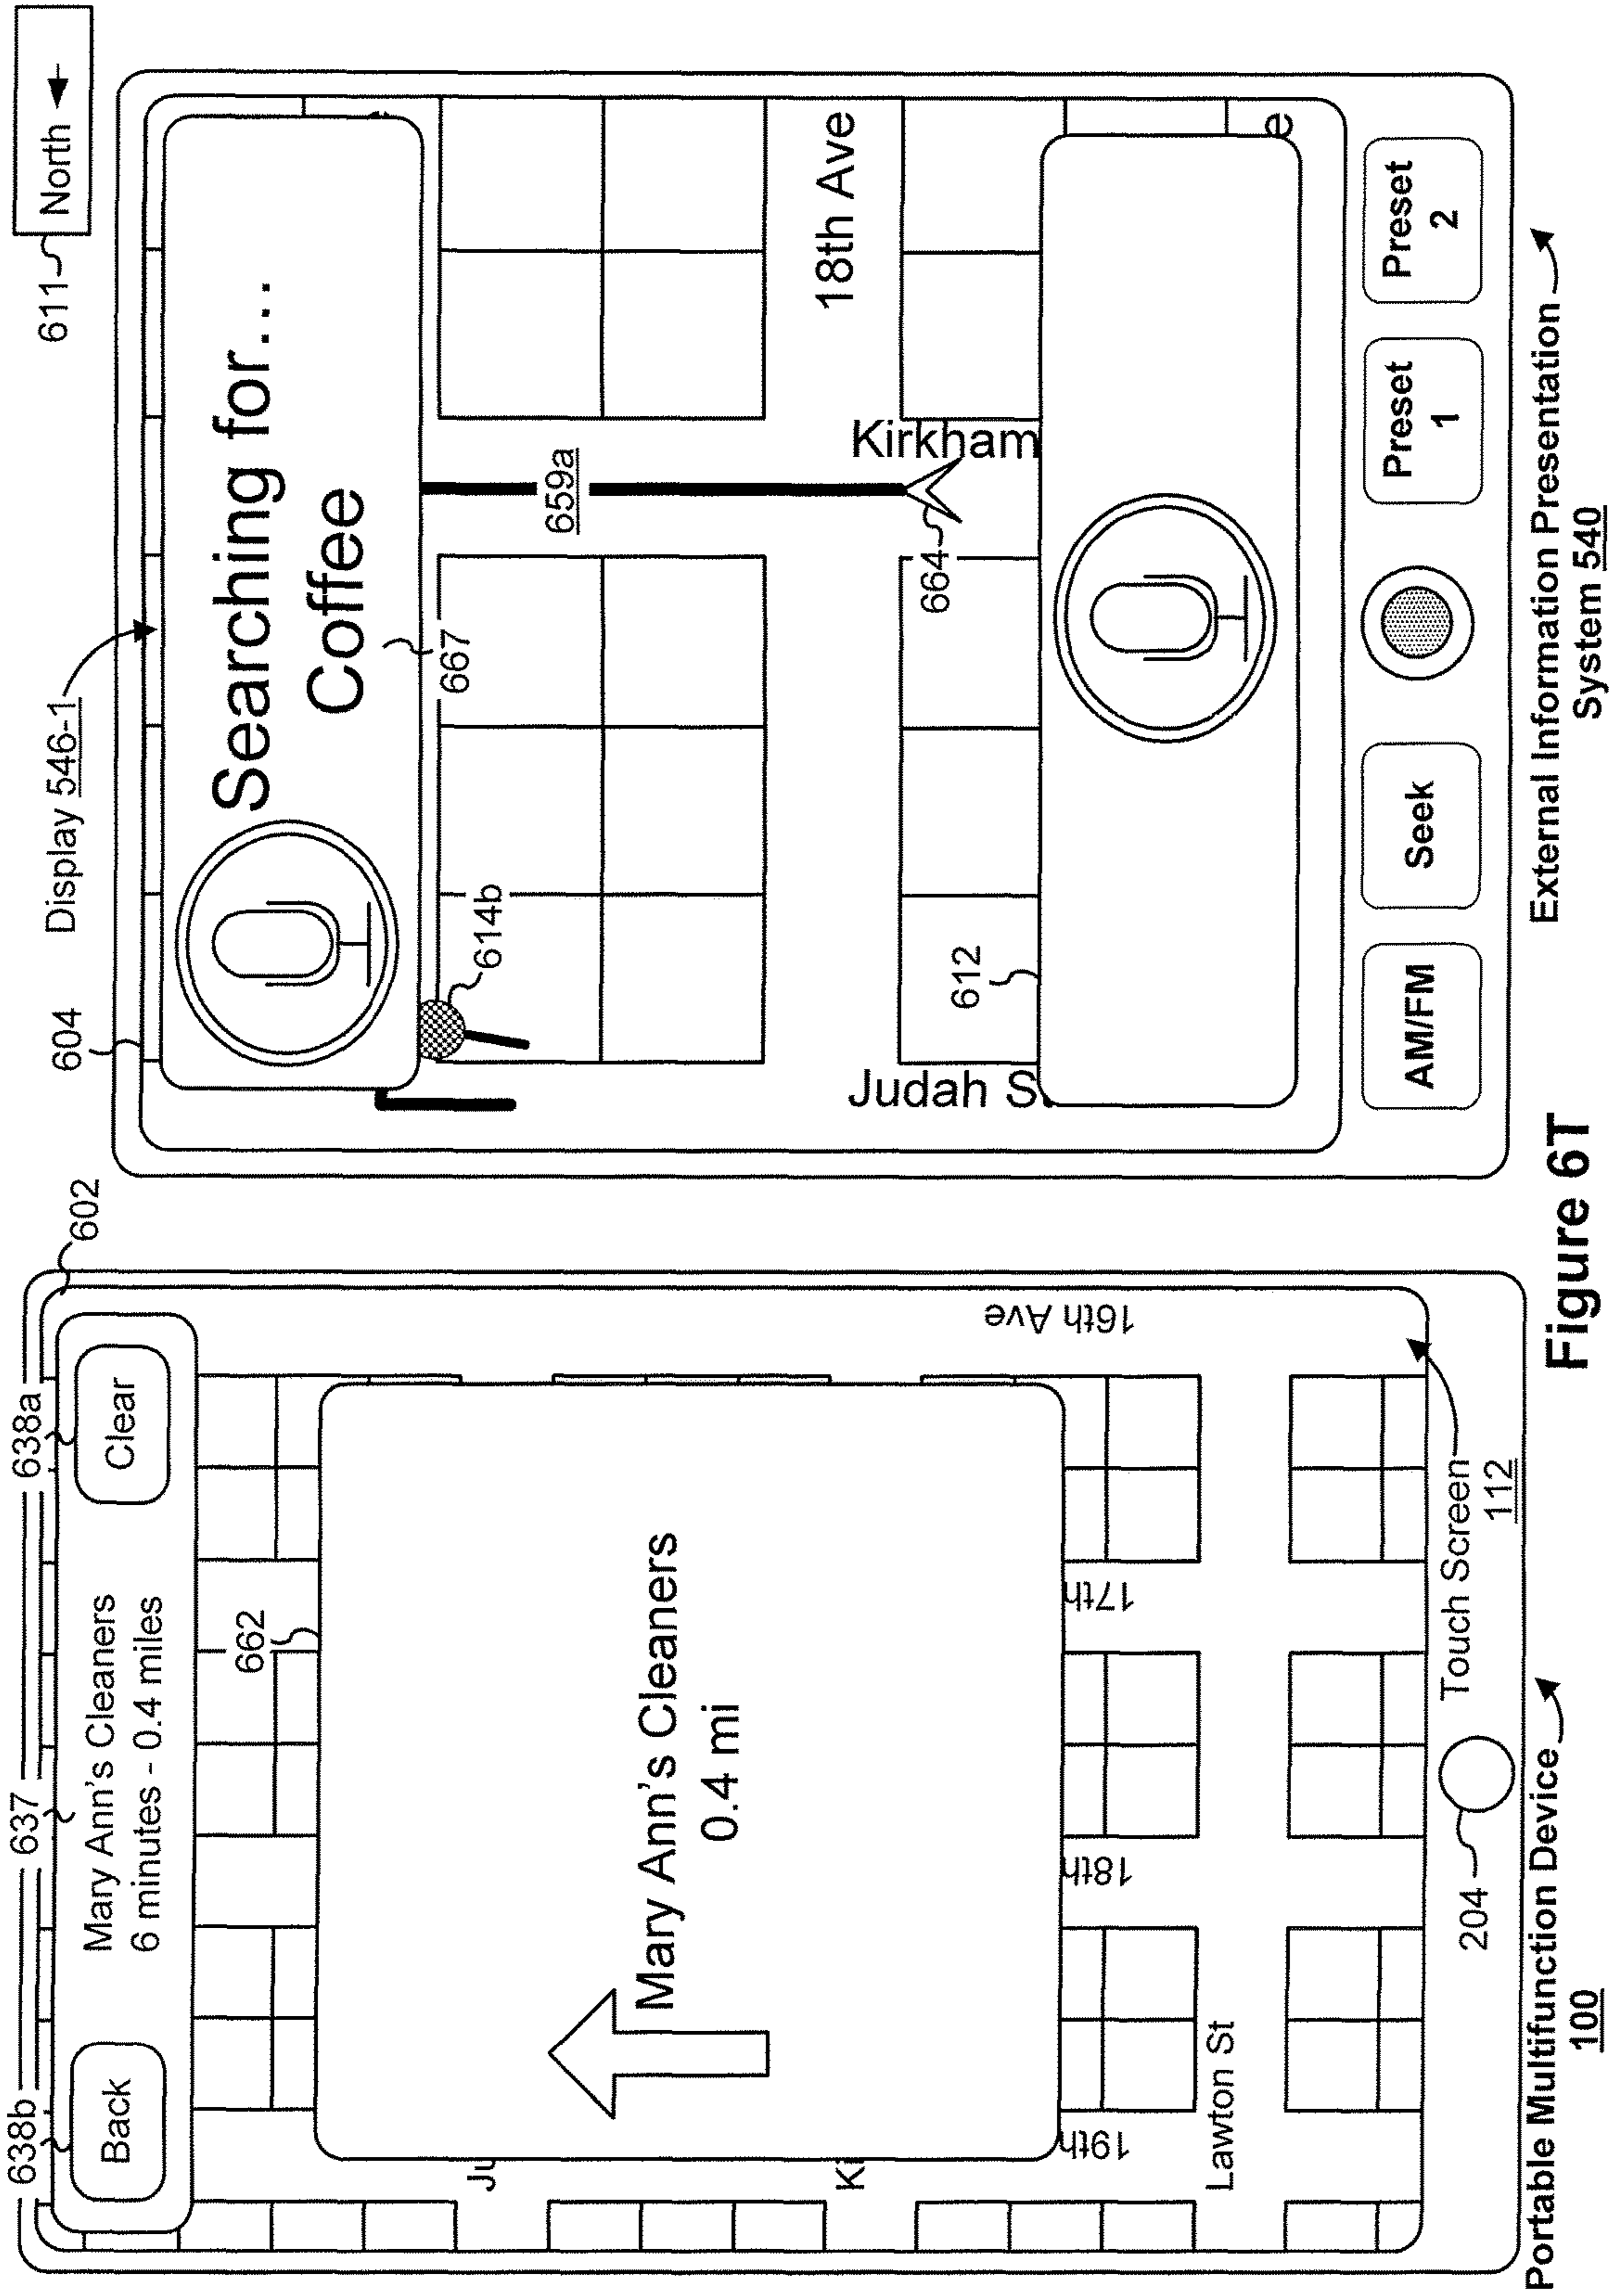 638b
637
638a
602
Back
Mary Ann's Cleaners
6 minutes - 0.4 miles
Clear
662
Mary Ann's Cleaners
0.4 mi
Ju
Ki
19th
18th
17th
16th Ave
Lawton St
204
Touch Screen
112
Portable Multifunction Device
100
604
Display 546-1
611
North
Searching for...
Coffee
667
614b
659a
18th Ave
Kirkham
664
612
Judah S
e
AM/FM
Seek
Preset
1
Preset
2
External Information Presentation
System 540
Figure 6T